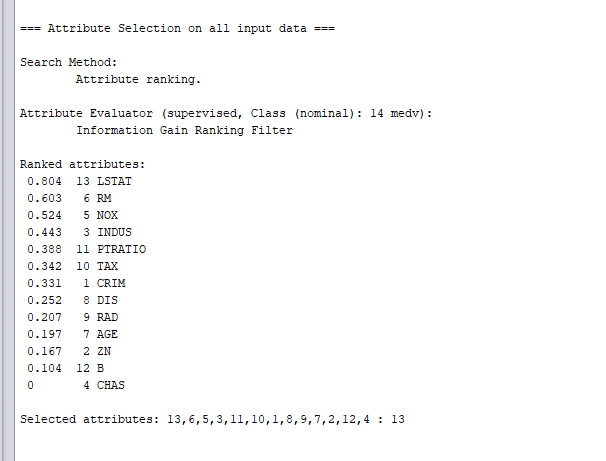 === Attribute Selection on all input data ===
Search Method:
Attribute ranking.
Attribute Evaluator (supervised, Class (nominal): 14 medv):
Information Gain Ranking Filter
Ranked attributes:
0.804 13 LSTAT
0.603 6 RM
0.524 5 NOX
0.443 3 INDUS
0.388 11 PTRATIO
0.342 10 TAX
0.331 1 CRIM
0.252 8 DIS
0.207 9 RAD
0.197 7 AGE
0.167 2 ZN
0.104 12 B
0 4 CHAS
Selected attributes: 13,6,5,3,11,10,1,8,9,7,2,12,4 : 13